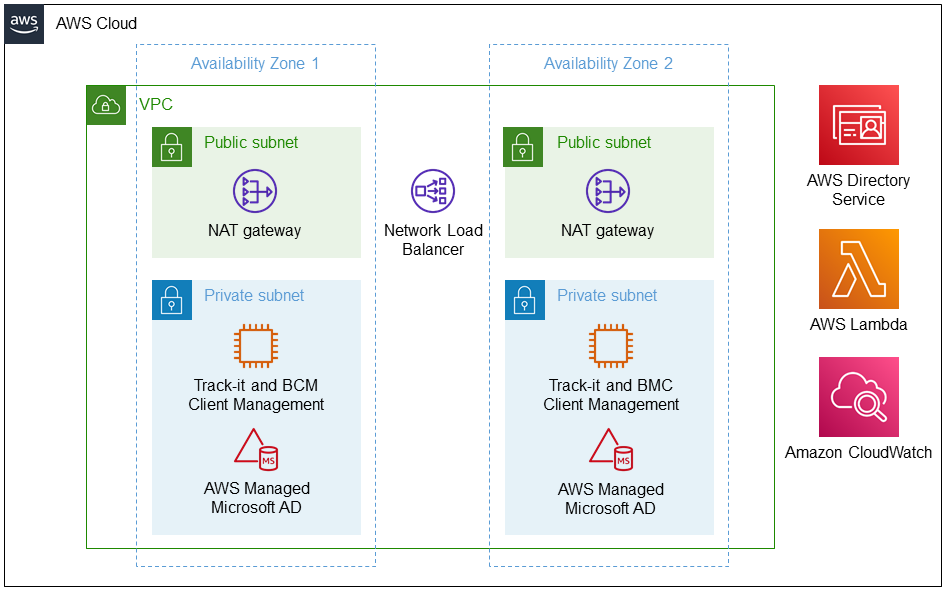 aws
AWS Cloud
Availability Zone 1
Availability Zone 2
VPC
Public subnet
NAT gateway
Network Load
Balancer
Public subnet
NAT gateway
Private subnet
Track-it and BCM
Client Management
MS
AWS Managed
Microsoft AD
Private subnet
Track-it and BMC
Client Management
MS
AWS Managed
Microsoft AD
AWS Directory
Service
AWS Lambda
Amazon CloudWatch